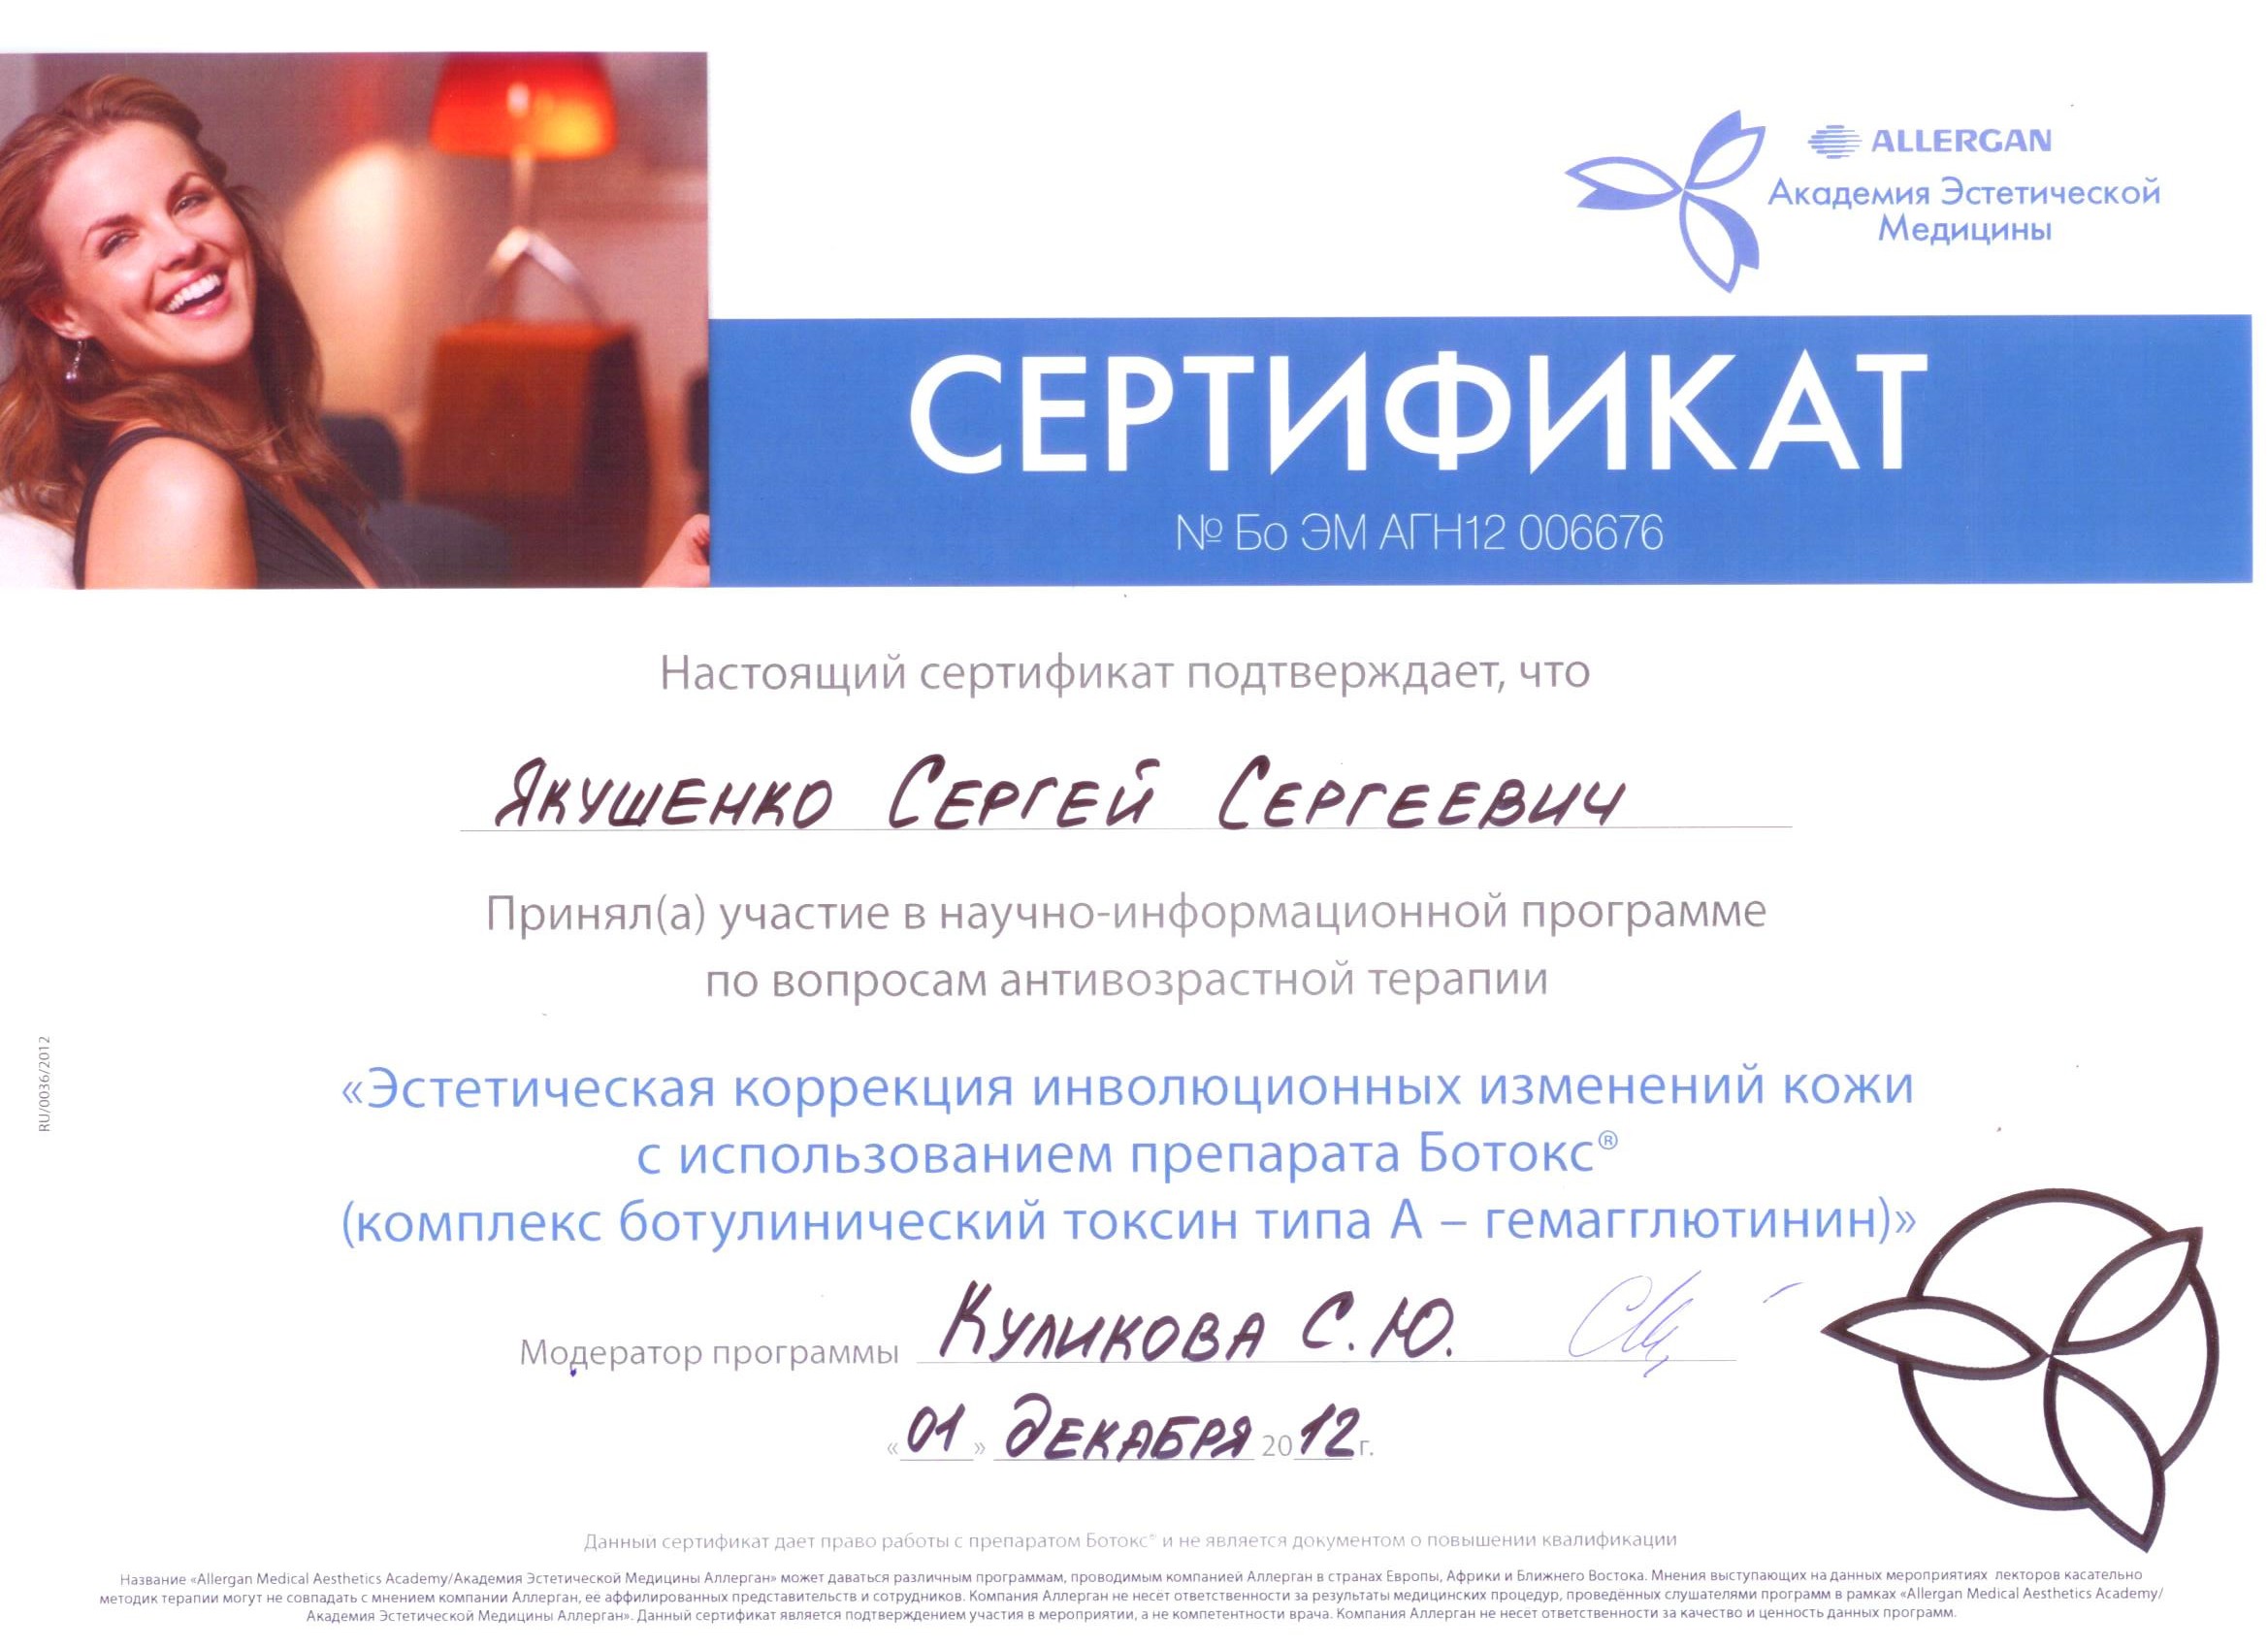 ALLERGAN
Академия Эстетической
Медицины
СЕРТИФИКАТ
№ Бо ЭМ АГН12 006676
Настоящий сертификат подтверждает, что
Якушенко Сергей Сергеевич
Принял(а) участие в научно-информационной программе
по вопросам антивозрастной терапии
«Эстетическая коррекция инволюционных изменений кожи
с использованием препарата Ботокс®
(комплекс ботулинический токсин типа А – гемагглютинин)»
Модератор программы Куликова С. Ю.
«01» декабря 2012 г.
Данный сертификат дает право работы с препаратом Ботокс® и не является документом о повышении квалификации
Название «Allergan Medical Aesthetics Academy/Академия Эстетической Медицины Аллерган» может даваться различным программам, проводимым компанией Аллерган в странах Европы, Африки и Ближнего Востока. Мнения выступающих на данных мероприятиях лекторов касательно
методик терапии могут не совпадать с мнением компании Аллерган, её аффилированных представителей и сотрудников. Компания Аллерган не несёт ответственности за результаты медицинских процедур, проведённых слушателями программ в рамках «Allergan Medical Aesthetics Academy/
Академия Эстетической Медицины Аллерган». Данный сертификат является подтверждением участия в мероприятии, а не компетентности врача. Компания Аллерган не несёт ответственности за качество и ценность данных программ.
RU/0036/2012